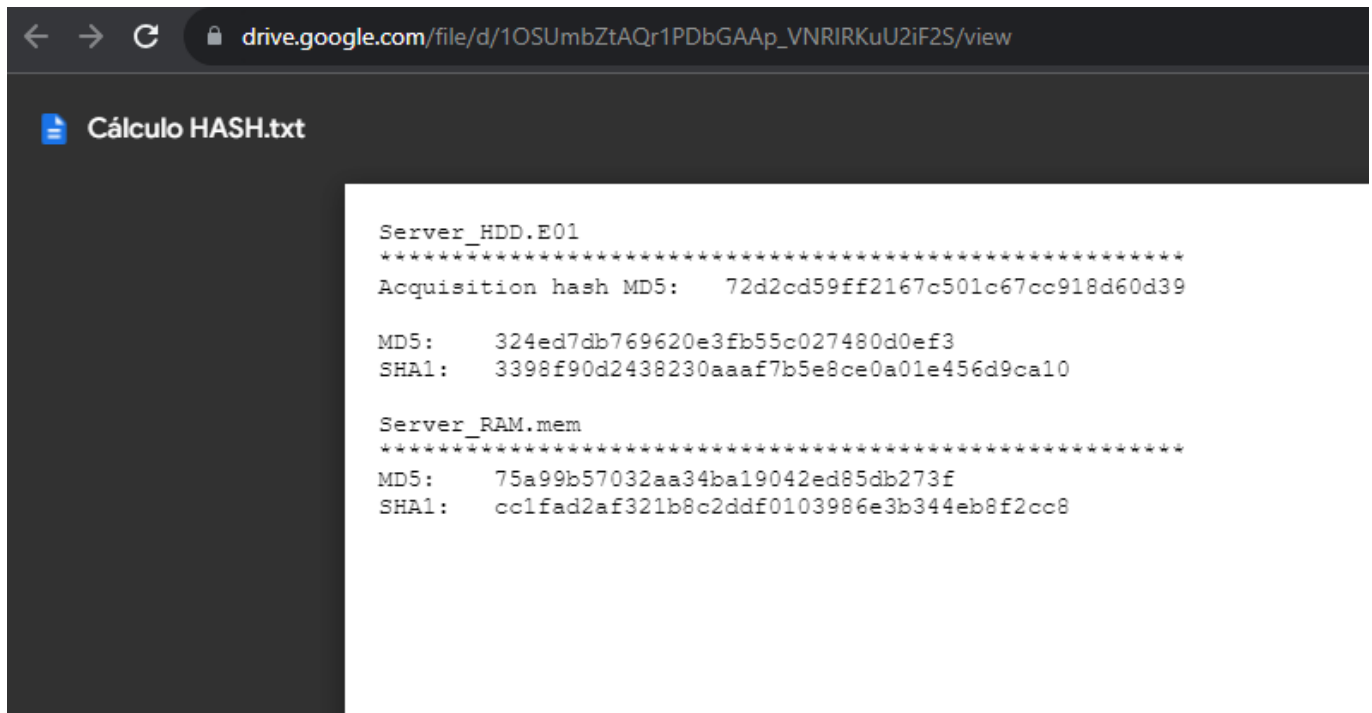 drive.google.com/file/d/1OSUmbZtAQr1PDbGAAp_VNRIRKuU2iF2S/view
Cálculo HASH.txt
Server_HDD.E01
********************************************************
Acquisition hash MD5:   72d2cd59ff2167c501c67cc918d60d39
MD5:    324ed7db769620e3fb55c027480d0ef3
SHA1:   3398f90d2438230aaaf7b5e8ce0a01e456d9ca10
Server_RAM.mem
********************************************************
MD5:    75a99b57032aa34ba19042ed85db273f
SHA1:   cc1fad2af321b8c2ddf0103986e3b344eb8f2cc8